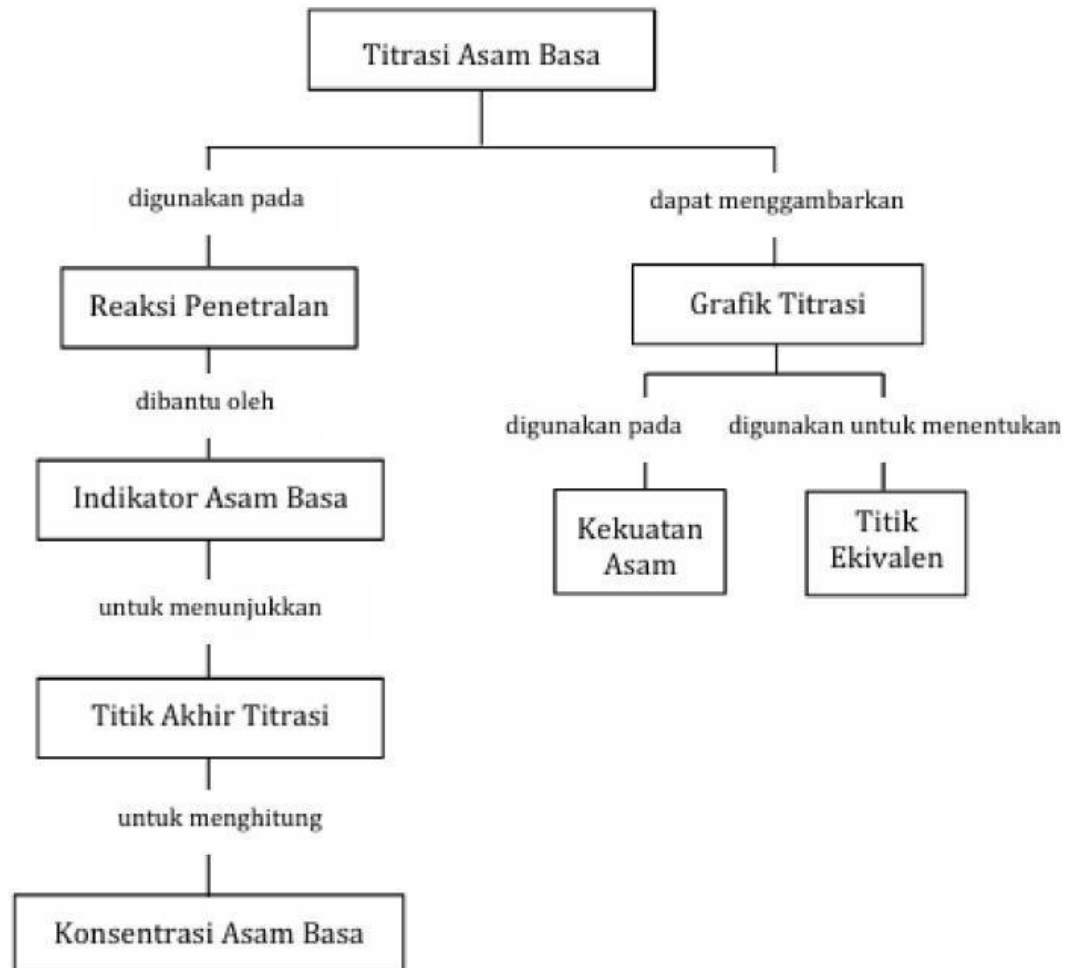 Titrasi Asam Basa
digunakan pada
dapat menggambarkan
Reaksi Penetralan
Grafik Titrasi
dibantu oleh
digunakan pada
digunakan untuk menentukan
Indikator Asam Basa
Kekuatan
Asam
Titik
Ekivalen
untuk menunjukkan
Titik Akhir Titrasi
untuk menghitung
Konsentrasi Asam Basa